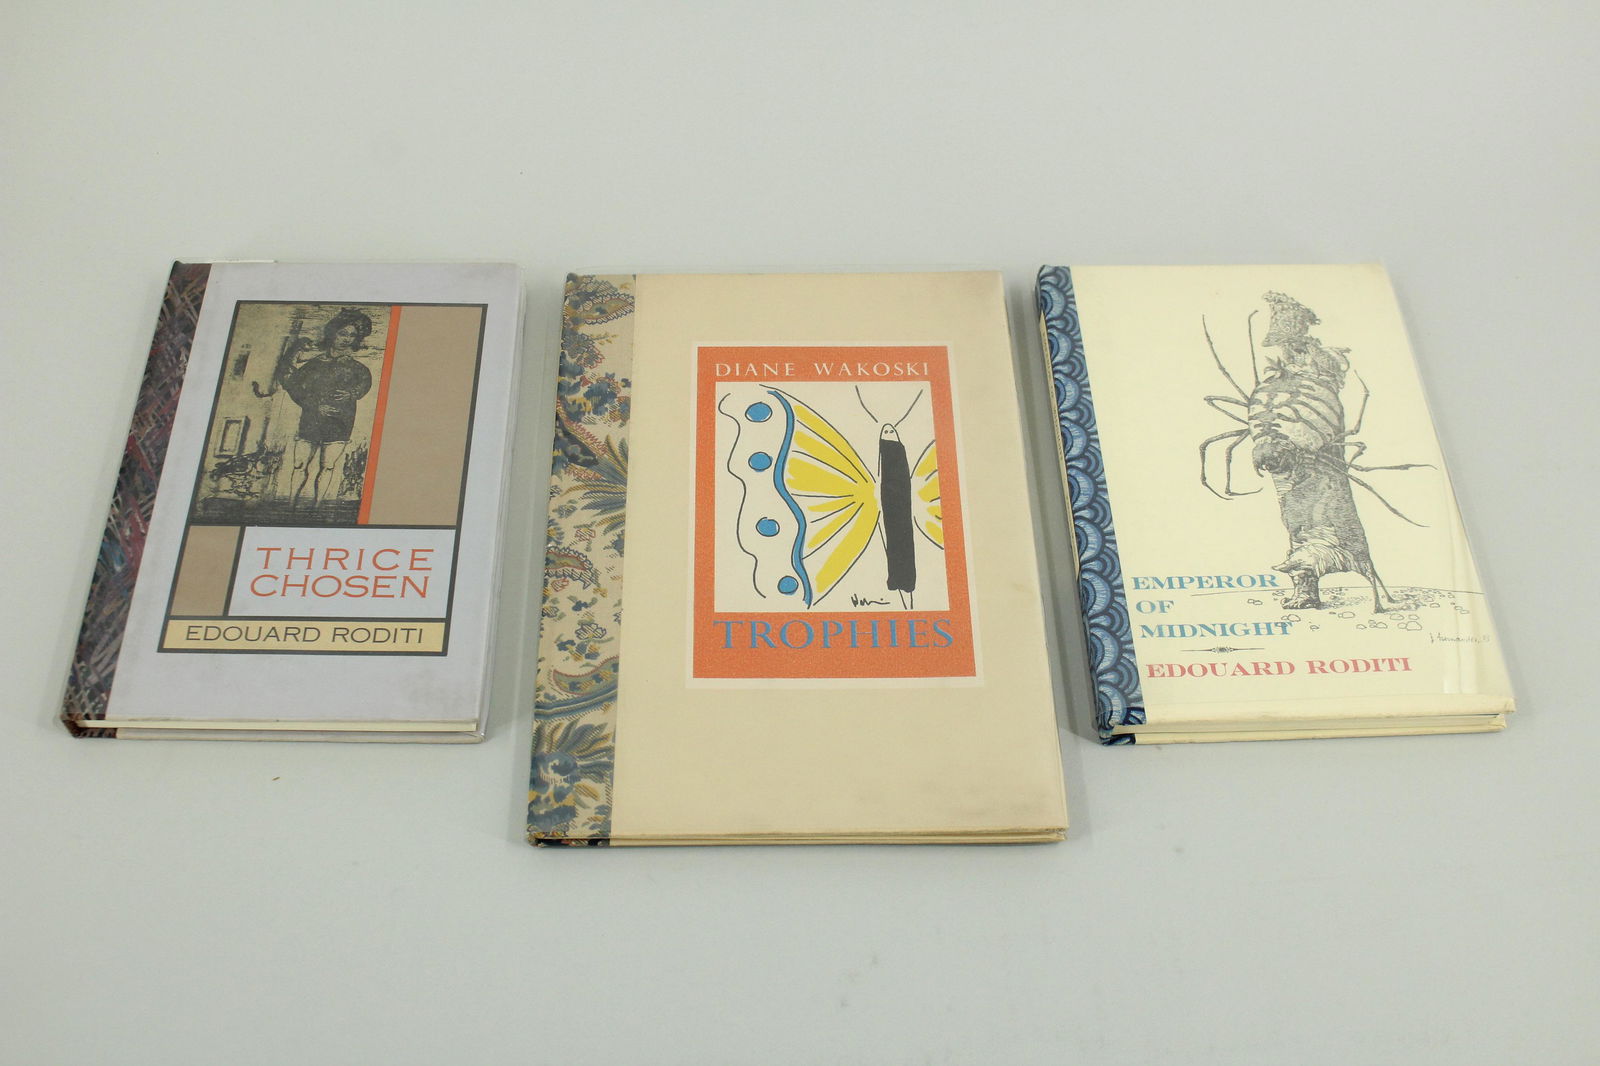 THRICE
CHOSEN
EDOUARD RODITI
DIANE WAKOSKI
TROPHIES
EMPEROR
OF
MIDNIGHT
EDOUARD RODITI